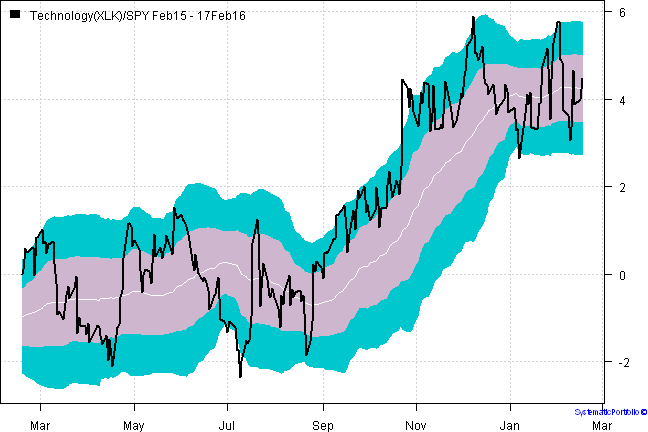 Technology(XLK)/SPY Feb15 - 17Feb16
6
4
2
0
-2
SystematicPortfolio ©
Mar May Jul Sep Nov Jan Mar